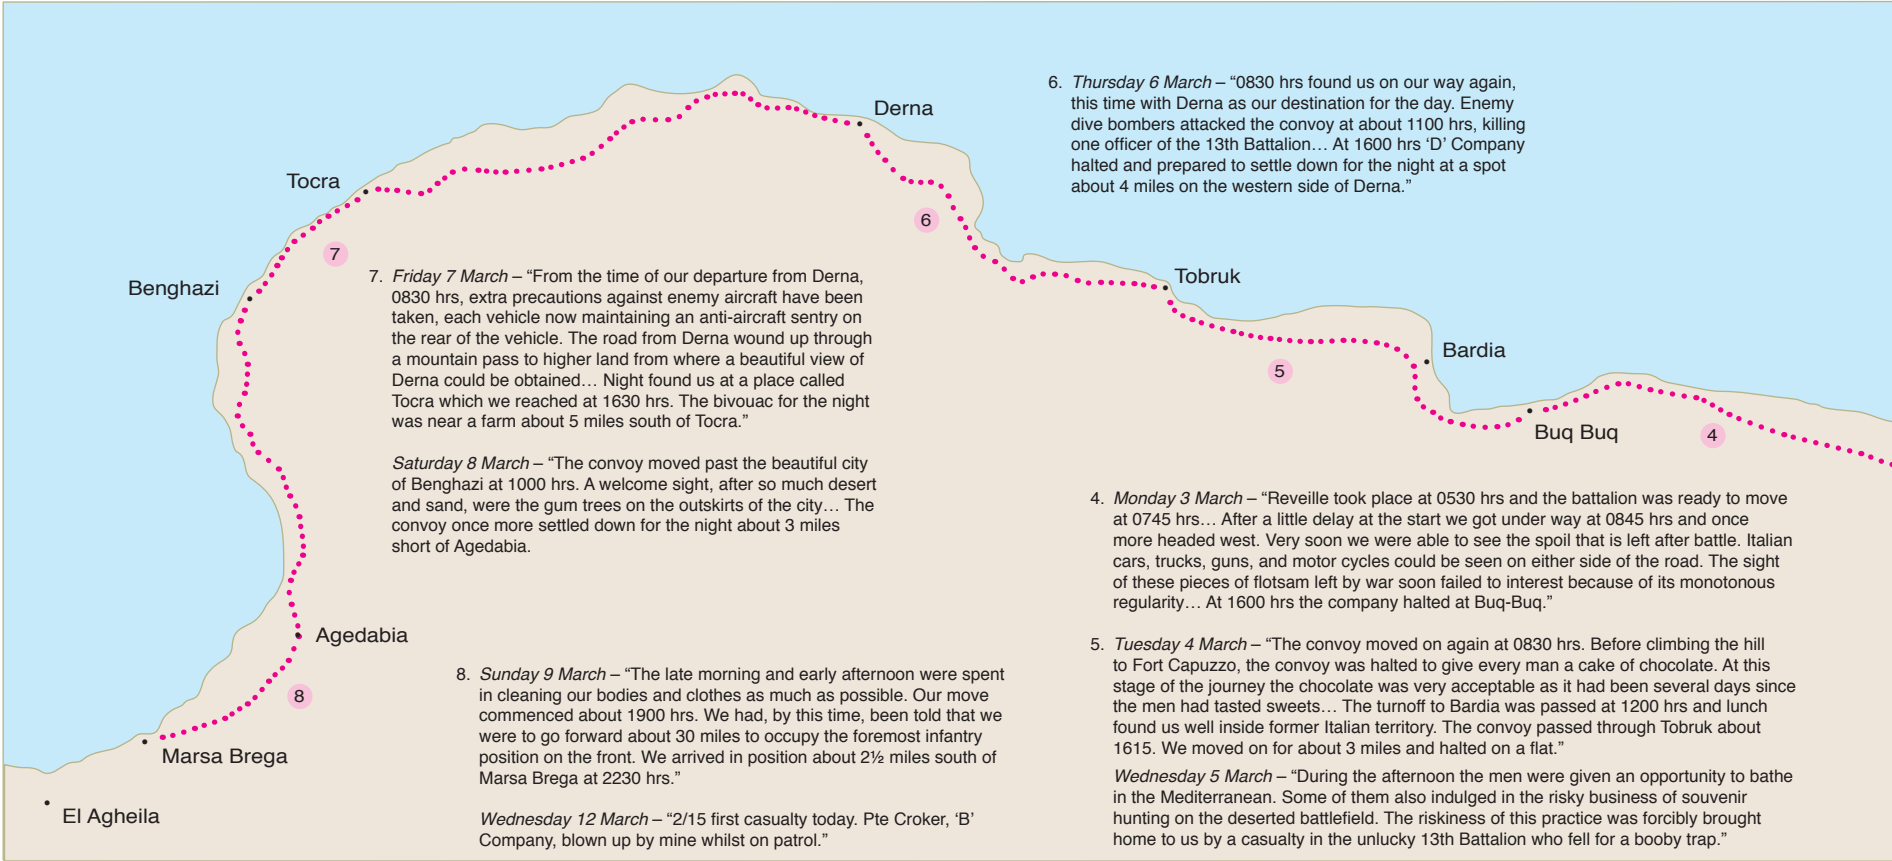 6. Thursday 6 March – “0830 hrs found us on our way again,
this time with Derna as our destination for the day. Enemy
dive bombers attacked the convoy at about 1100 hrs, killing
one officer of the 13th Battalion… At 1600 hrs ‘D’ Company
halted and prepared to settle down for the night at a spot
about 4 miles on the western side of Derna.”
Derna
Tocra
6
7
Benghazi
Tobruk
7. Friday 7 March – “From the time of our departure from Derna,
0830 hrs, extra precautions against enemy aircraft have been
taken, each vehicle now maintaining an anti-aircraft sentry on
the rear of the vehicle. The road from Derna wound up through
a mountain pass to higher land from where a beautiful view of
Derna could be obtained… Night found us at a place called
Tocra which we reached at 1630 hrs. The bivouac for the night
was near a farm about 5 miles south of Tocra.”
Saturday 8 March – “The convoy moved past the beautiful city
of Benghazi at 1000 hrs. A welcome sight, after so much desert
and sand, were the gum trees on the outskirts of the city… The
convoy once more settled down for the night about 3 miles
short of Agedabia.
Bardia
5
Buq Buq
4
4. Monday 3 March – “Reveille took place at 0530 hrs and the battalion was ready to move
at 0745 hrs… After a little delay at the start we got under way at 0845 hrs and once
more headed west. Very soon we were able to see the spoil that is left after battle. Italian
cars, trucks, guns, and motor cycles could be seen on either side of the road. The sight
of these pieces of flotsam left by war soon failed to interest because of its monotonous
regularity… At 1600 hrs the company halted at Buq-Buq.”
5. Tuesday 4 March – “The convoy moved on again at 0830 hrs. Before climbing the hill
to Fort Capuzzo, the convoy was halted to give every man a cake of chocolate. At this
stage of the journey the chocolate was very acceptable as it had been several days since
the men had tasted sweets… The turnoff to Bardia was passed at 1200 hrs and lunch
found us well inside former Italian territory. The convoy passed through Tobruk about
1615. We moved on for about 3 miles and halted on a flat.”
Wednesday 5 March – “During the afternoon the men were given an opportunity to bathe
in the Mediterranean. Some of them also indulged in the risky business of souvenir
hunting on the deserted battlefield. The riskiness of this practice was forcibly brought
home to us by a casualty in the unlucky 13th Battalion who fell for a booby trap.”
Agedabia
8
8. Sunday 9 March – “The late morning and early afternoon were spent
in cleaning our bodies and clothes as much as possible. Our move
commenced about 1900 hrs. We had, by this time, been told that we
were to go forward about 30 miles to occupy the foremost infantry
position on the front. We arrived in position about 2½ miles south of
Marsa Brega at 2230 hrs.”
Wednesday 12 March – “2/15 first casualty today. Pte Croker, ‘B’
Company, blown up by mine whilst on patrol.”
Marsa Brega
El Agheila